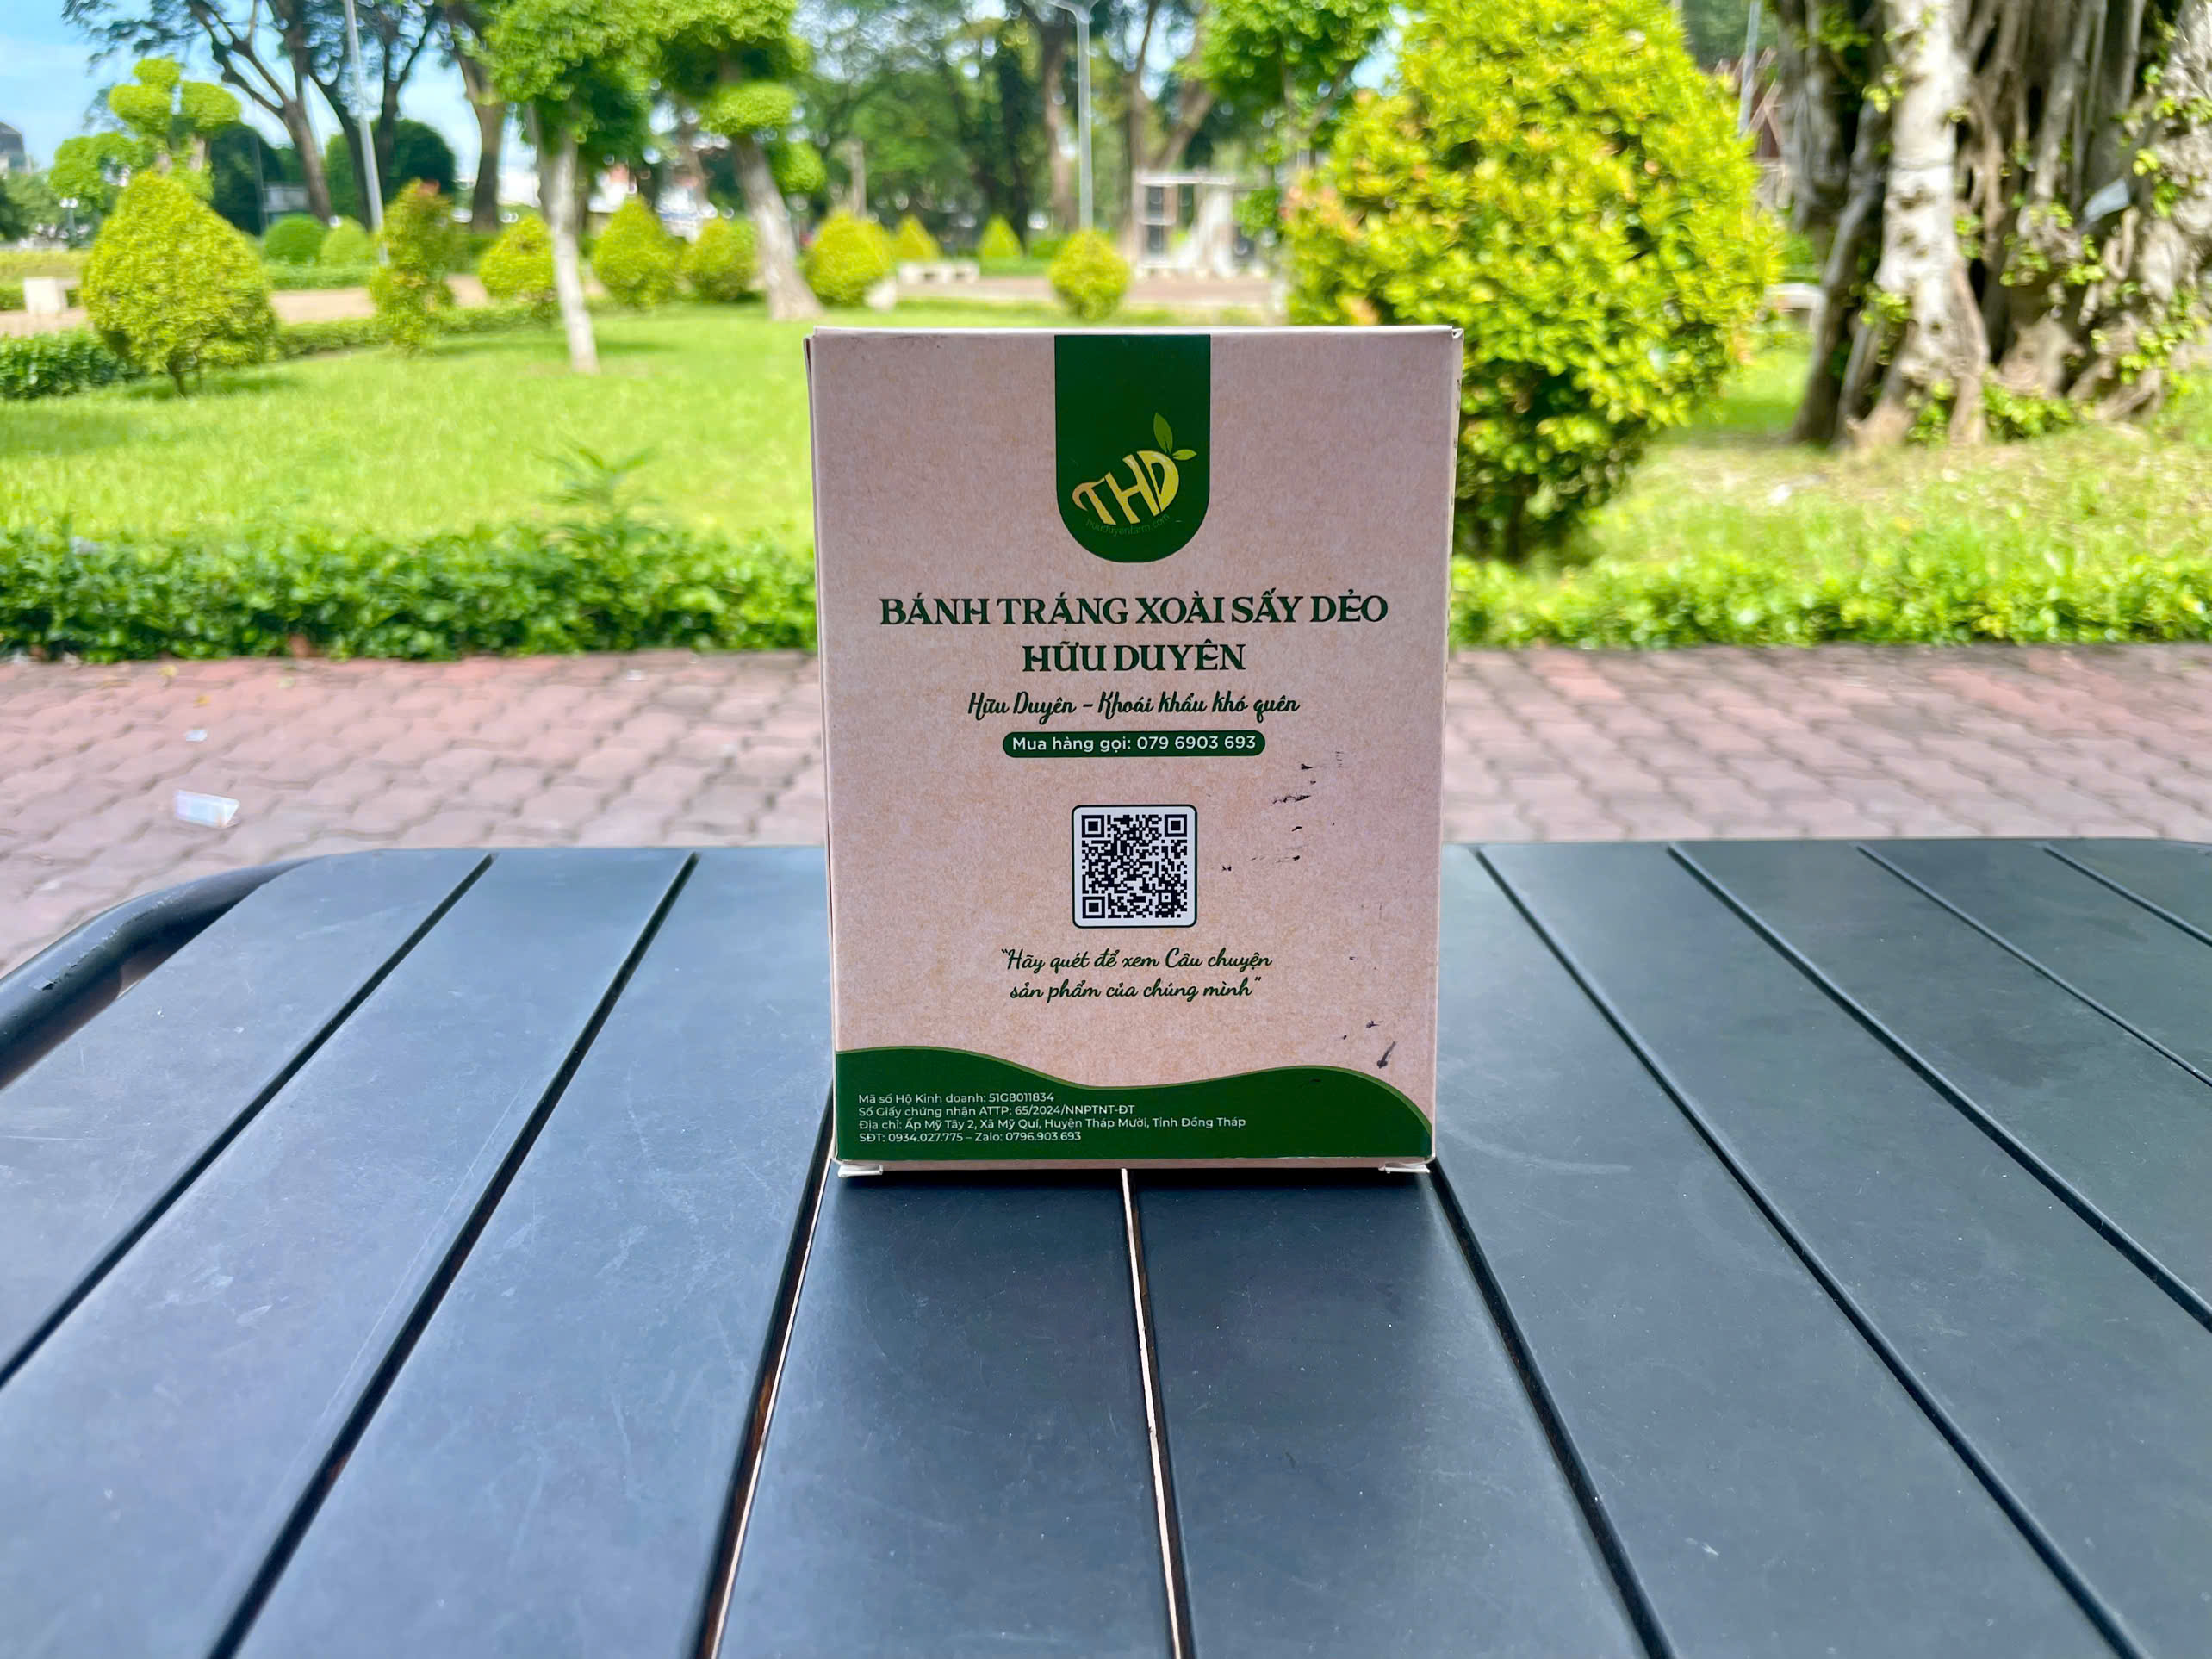 THD
BÁNH TRÁNG XOÀI SẤY DẺO
HỮU DUYÊN
Hữu Duyên - Khoái khẩu khó quên
Mua hàng gọi: 079 6903 693
"Hãy quét để xem Câu chuyện
sản phẩm của chúng mình"
Mã số Hộ Kinh doanh: 51G8011834
Số Giấy chứng nhận ATTP: 65/2024/NNPTNT-ĐT
Địa chỉ: Ấp Mỹ Tây 2, Xã Mỹ Quí, Huyện Tháp Mười, Tỉnh Đồng Tháp
SĐT: 0934.027.775 – Zalo: 0796.903.693